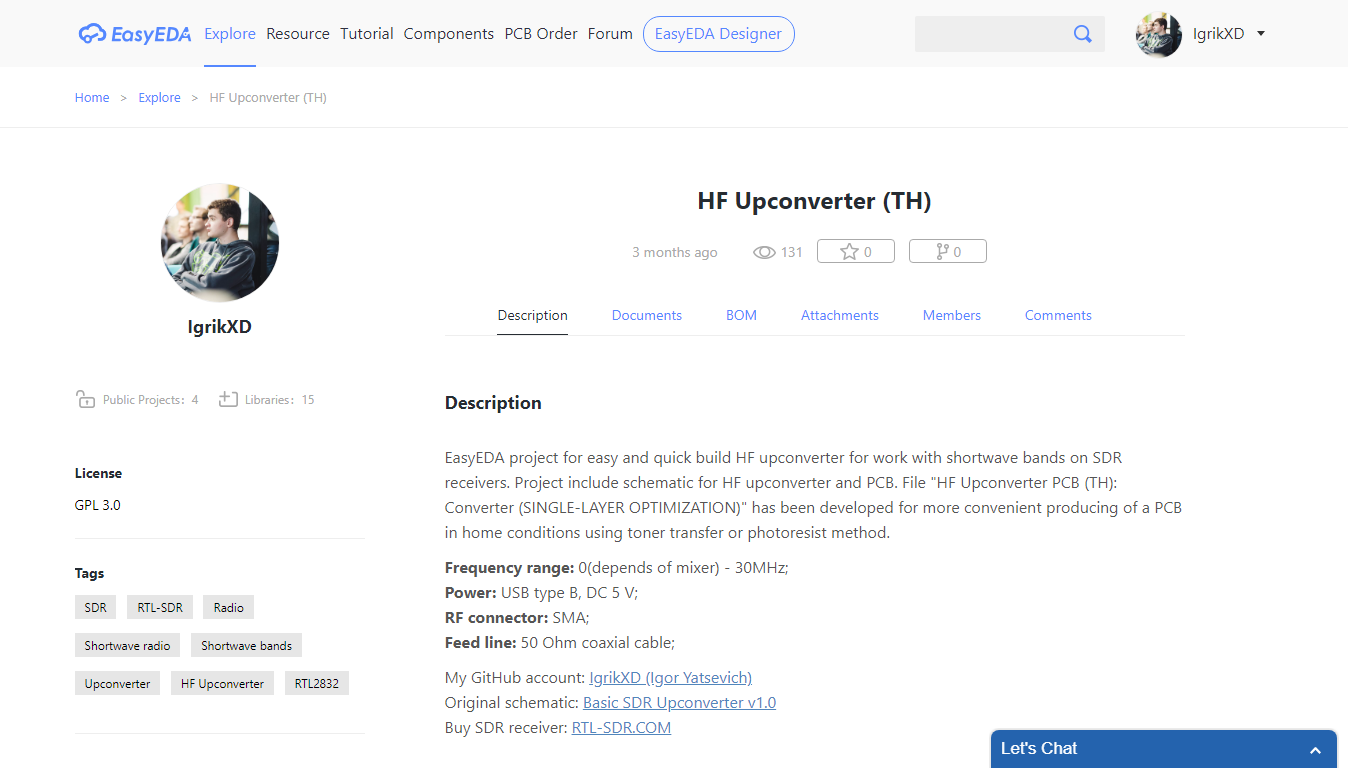 EasyEDA Explore Resource Tutorial Components PCB Order Forum EasyEDA Designer IgrikXD
Home > Explore > HF Upconverter (TH)
HF Upconverter (TH)
3 months ago 131 0 0
IgrikXD
Description Documents BOM Attachments Members Comments
Public Projects: 4 Libraries: 15
License
GPL 3.0
Tags
SDR RTL-SDR Radio
Shortwave radio Shortwave bands
Upconverter HF Upconverter RTL2832
Description
EasyEDA project for easy and quick build HF upconverter for work with shortwave bands on SDR
receivers. Project include schematic for HF upconverter and PCB. File "HF Upconverter PCB (TH):
Converter (SINGLE-LAYER OPTIMIZATION)" has been developed for more convenient producing of a PCB
in home conditions using toner transfer or photoresist method.
Frequency range: 0(depends of mixer) - 30MHz;
Power: USB type B, DC 5 V;
RF connector: SMA;
Feed line: 50 Ohm coaxial cable;
My GitHub account: IgrikXD (Igor Yatsevich)
Original schematic: Basic SDR Upconverter v1.0
Buy SDR receiver: RTL-SDR.COM
Let's Chat